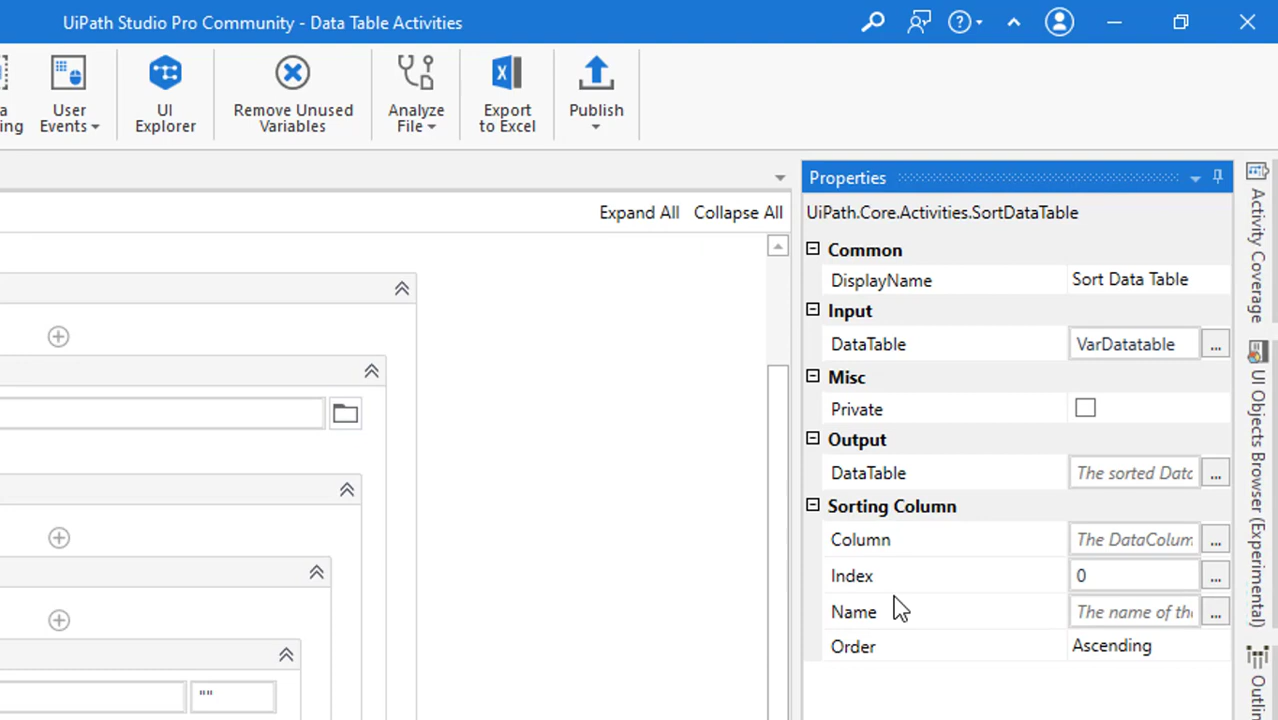 UiPath Studio Pro Community - Data Table Activities
User Events
UI Explorer
Remove Unused Variables
Analyze File
Export to Excel
Publish
Expand All Collapse All
Properties
UiPath.Core.Activities.SortDataTable
Common
DisplayName Sort Data Table
Input
DataTable VarDatatable ...
Misc
Private
Output
DataTable The sorted Datc ...
Sorting Column
Column The DataColum ...
Index 0 ...
Name The name of the ...
Order Ascending
""
Activity Coverage
UI Objects Browser (Experimental)
Outlin